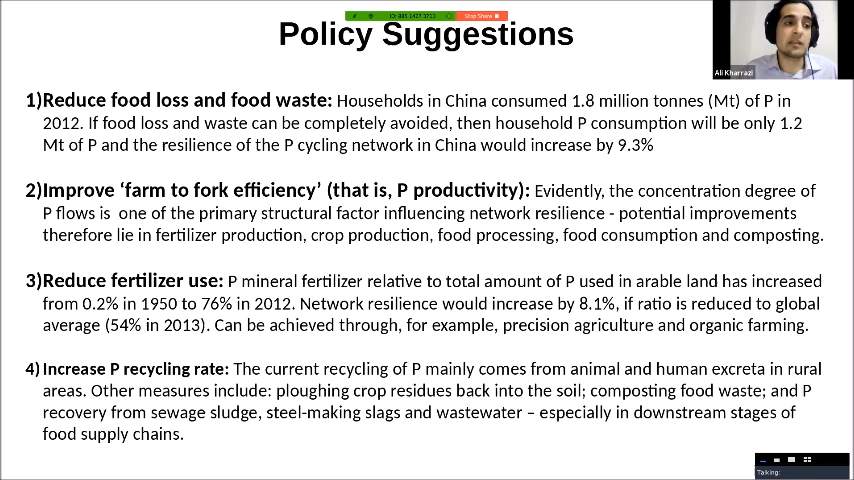 ID: 885 1407 3703 Stop Share
Policy Suggestions
Ali Kharrazi
1)Reduce food loss and food waste: Households in China consumed 1.8 million tonnes (Mt) of P in
2012. If food loss and waste can be completely avoided, then household P consumption will be only 1.2
Mt of P and the resilience of the P cycling network in China would increase by 9.3%
2)Improve ‘farm to fork efficiency’ (that is, P productivity): Evidently, the concentration degree of
P flows is one of the primary structural factor influencing network resilience - potential improvements
therefore lie in fertilizer production, crop production, food processing, food consumption and composting.
3)Reduce fertilizer use: P mineral fertilizer relative to total amount of P used in arable land has increased
from 0.2% in 1950 to 76% in 2012. Network resilience would increase by 8.1%, if ratio is reduced to global
average (54% in 2013). Can be achieved through, for example, precision agriculture and organic farming.
4) Increase P recycling rate: The current recycling of P mainly comes from animal and human excreta in rural
areas. Other measures include: ploughing crop residues back into the soil; composting food waste; and P
recovery from sewage sludge, steel-making slags and wastewater – especially in downstream stages of
food supply chains.
Talking: